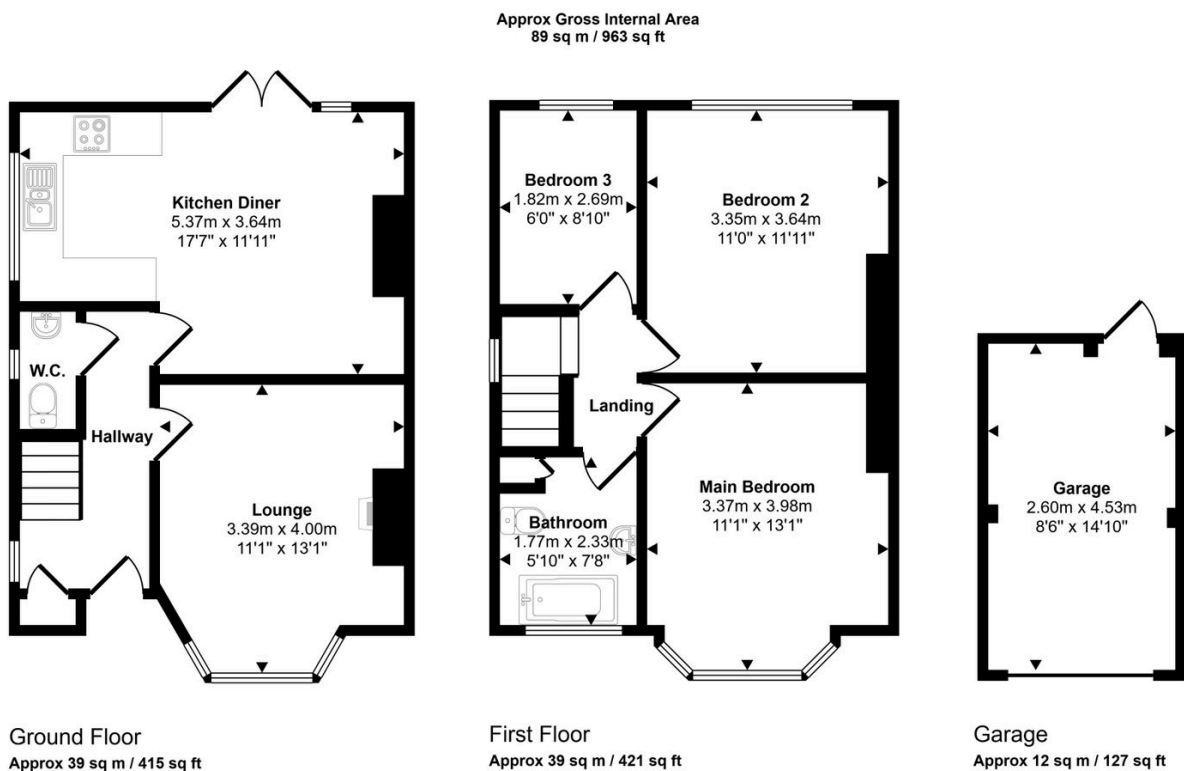 Approx Gross Internal Area
89 sq m / 963 sq ft
Kitchen Diner
5.37m x 3.64m
17'7" x 11'11"
W.C.
Hallway
Lounge
3.39m x 4.00m
11'1" x 13'1"
Ground Floor
Approx 39 sq m / 415 sq ft
Bedroom 3
1.82m x 2.69m
6'0" x 8'10"
Bedroom 2
3.35m x 3.64m
11'0" x 11'11"
Landing
Bathroom
1.77m x 2.33m
5'10" x 7'8"
Main Bedroom
3.37m x 3.98m
11'1" x 13'1"
First Floor
Approx 39 sq m / 421 sq ft
Garage
2.60m x 4.53m
8'6" x 14'10"
Garage
Approx 12 sq m / 127 sq ft